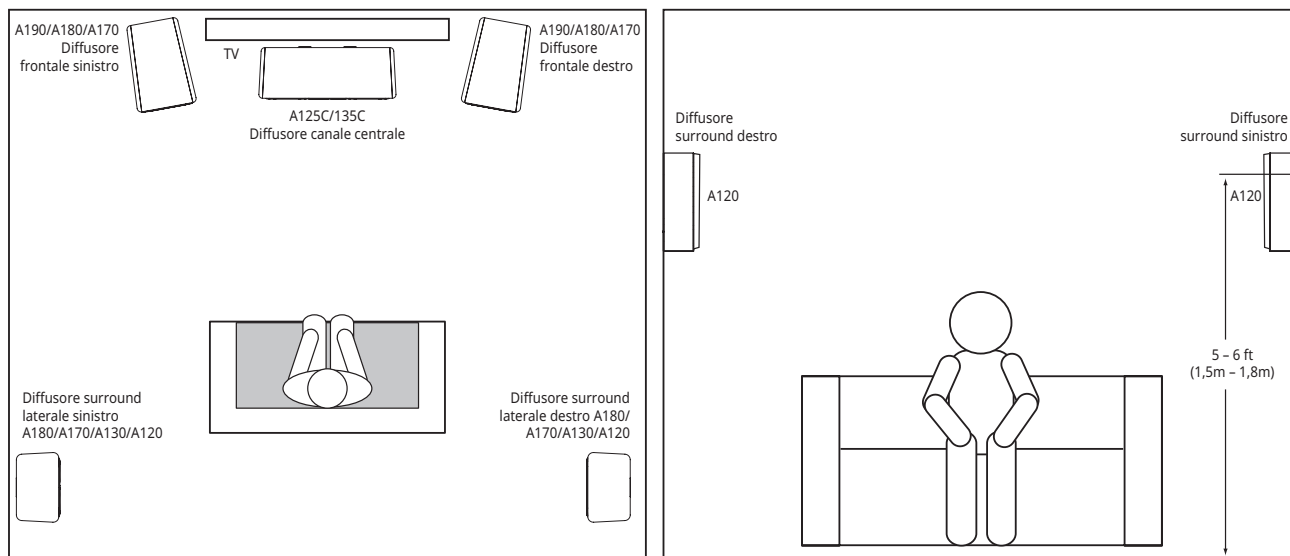 A190/A180/A170
Diffusore
frontale sinistro
TV
A190/A180/A170
Diffusore
frontale destro
A125C/135C
Diffusore canale centrale
Diffusore surround
laterale sinistro
A180/A170/A130/A120
Diffusore surround
laterale destro A180/
A170/A130/A120
Diffusore
surround destro
A120
Diffusore
surround sinistro
A120
5 – 6 ft
(1,5m – 1,8m)